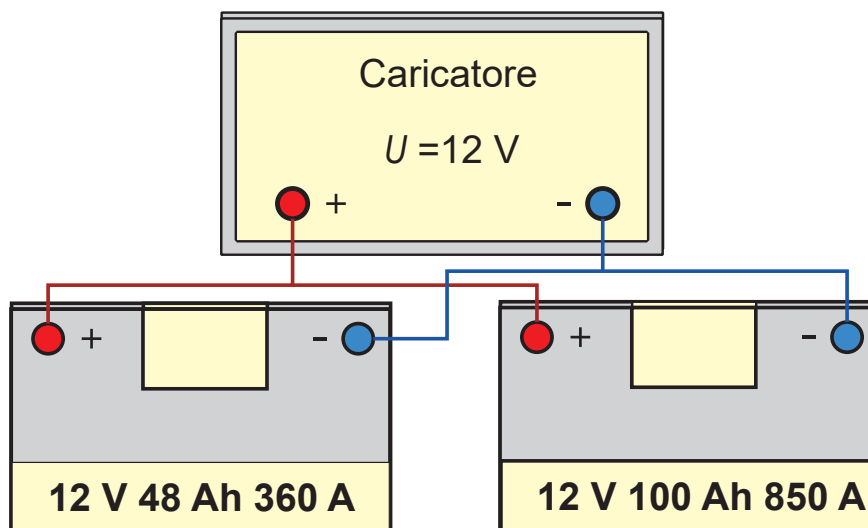 Caricatore
U =12 V
+ -
+ - + -
12 V 48 Ah 360 A
12 V 100 Ah 850 A